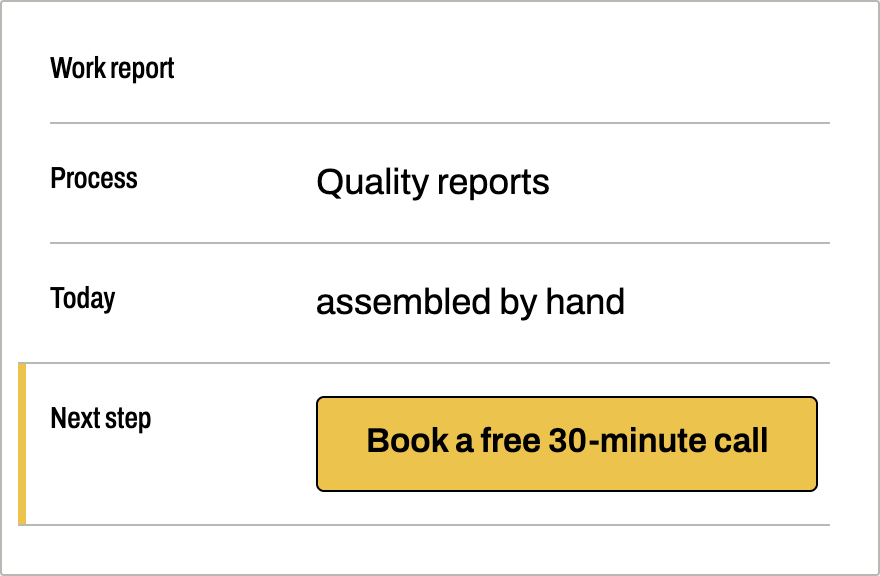 Work report
Process
Quality reports
Today
assembled by hand
Next step
Book a free 30-minute call